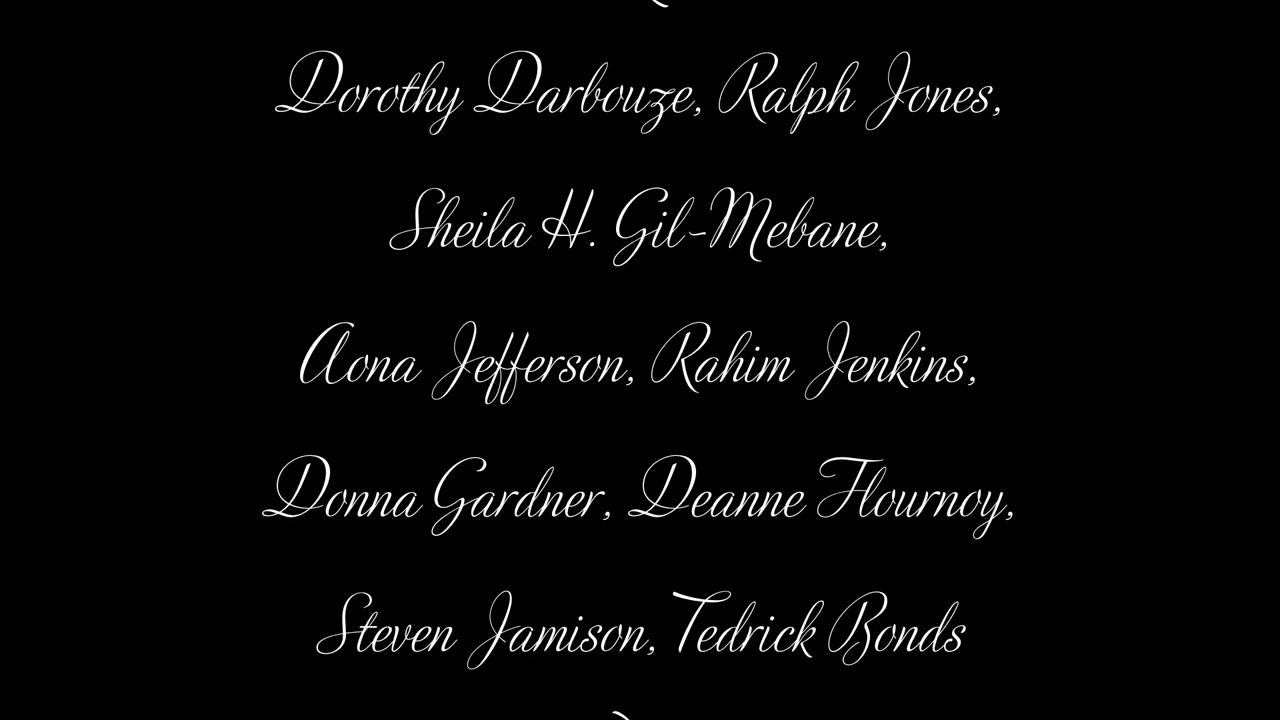 Dorothy Darbouze, Ralph Jones,
Sheila H. Gil-Mebane,
Aona Jefferson, Rahim Jenkins,
Donna Gardner, Deanne Flournoy,
Steven Jamison, Tedrick Bonds